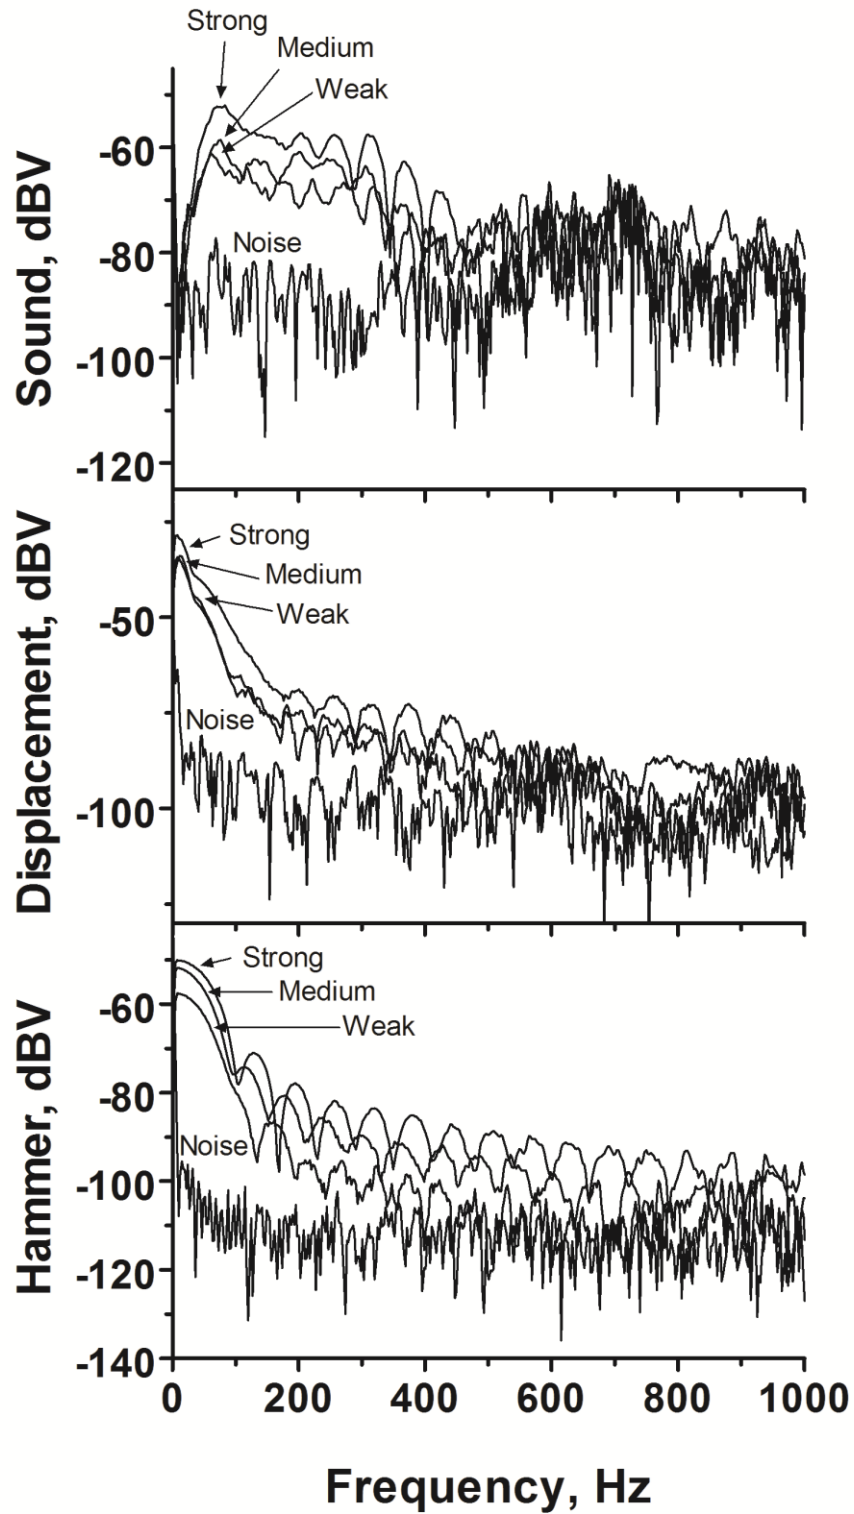 Strong
Medium
Weak
-60
-80
Noise
-100
-120
Sound, dBV
Strong
Medium
Weak
-50
Noise
-100
Displacement, dBV
Strong
Medium
Weak
-60
-80
Noise
-100
-120
-140
Hammer, dBV
0 200 400 600 800 1000
Frequency, Hz